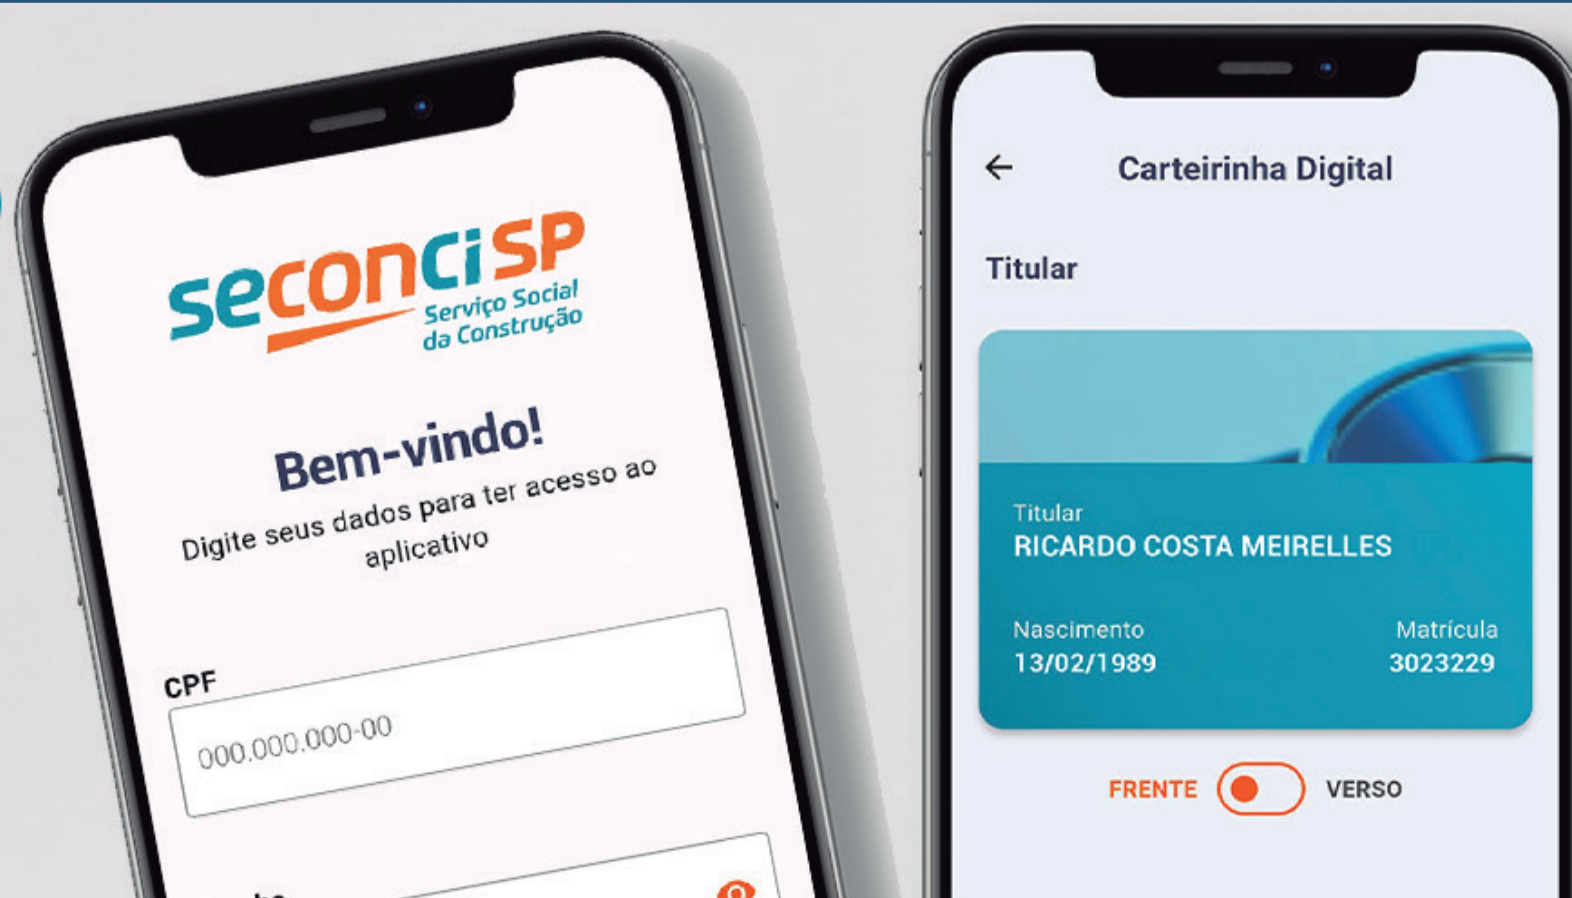 seconci SP
Serviço Social
da Construção
Bem-vindo!
Digite seus dados para ter acesso ao
aplicativo
CPF
000.000.000-00
Carteirinha Digital
Titular
Titular
RICARDO COSTA MEIRELLES
Nascimento
Matrícula
13/02/1989
3023229
FRENTE
VERSO